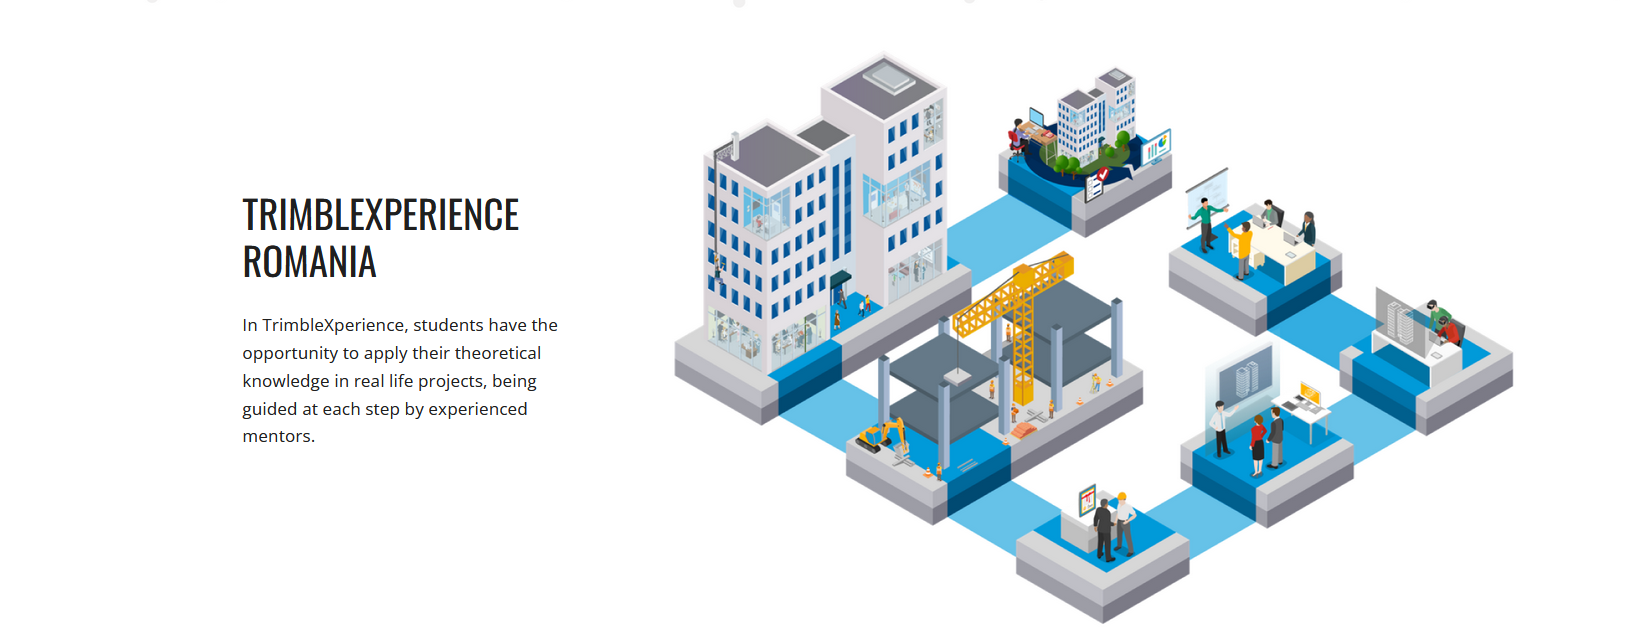 TRIMBLEXPERIENCE
ROMANIA
In TrimbleXperience, students have the
opportunity to apply their theoretical
knowledge in real life projects, being
guided at each step by experienced
mentors.